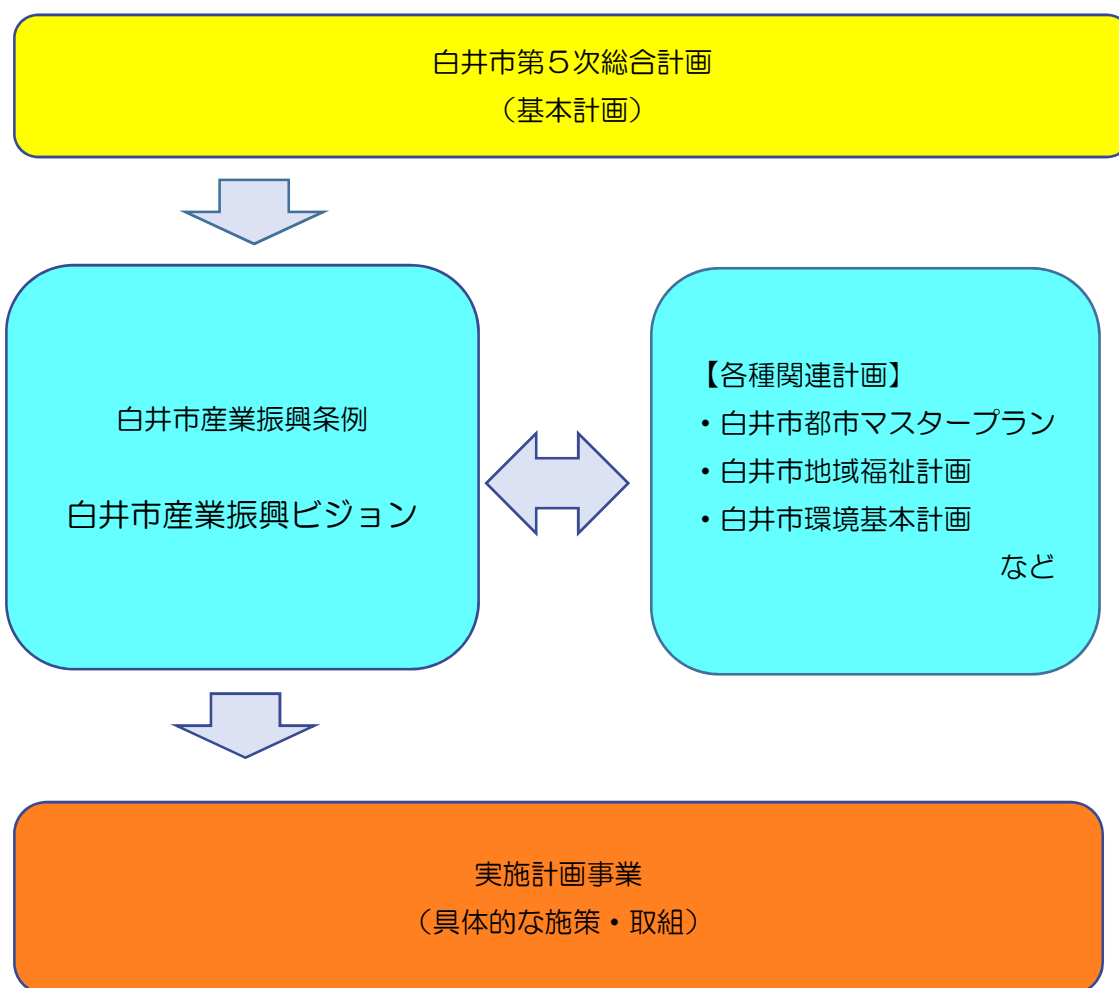 白井市第５次総合計画
（基本計画）
白井市産業振興条例
白井市産業振興ビジョン
【各種関連計画】
・白井市都市マスタープラン
・白井市地域福祉計画
・白井市環境基本計画
など
実施計画事業
（具体的な施策・取組）